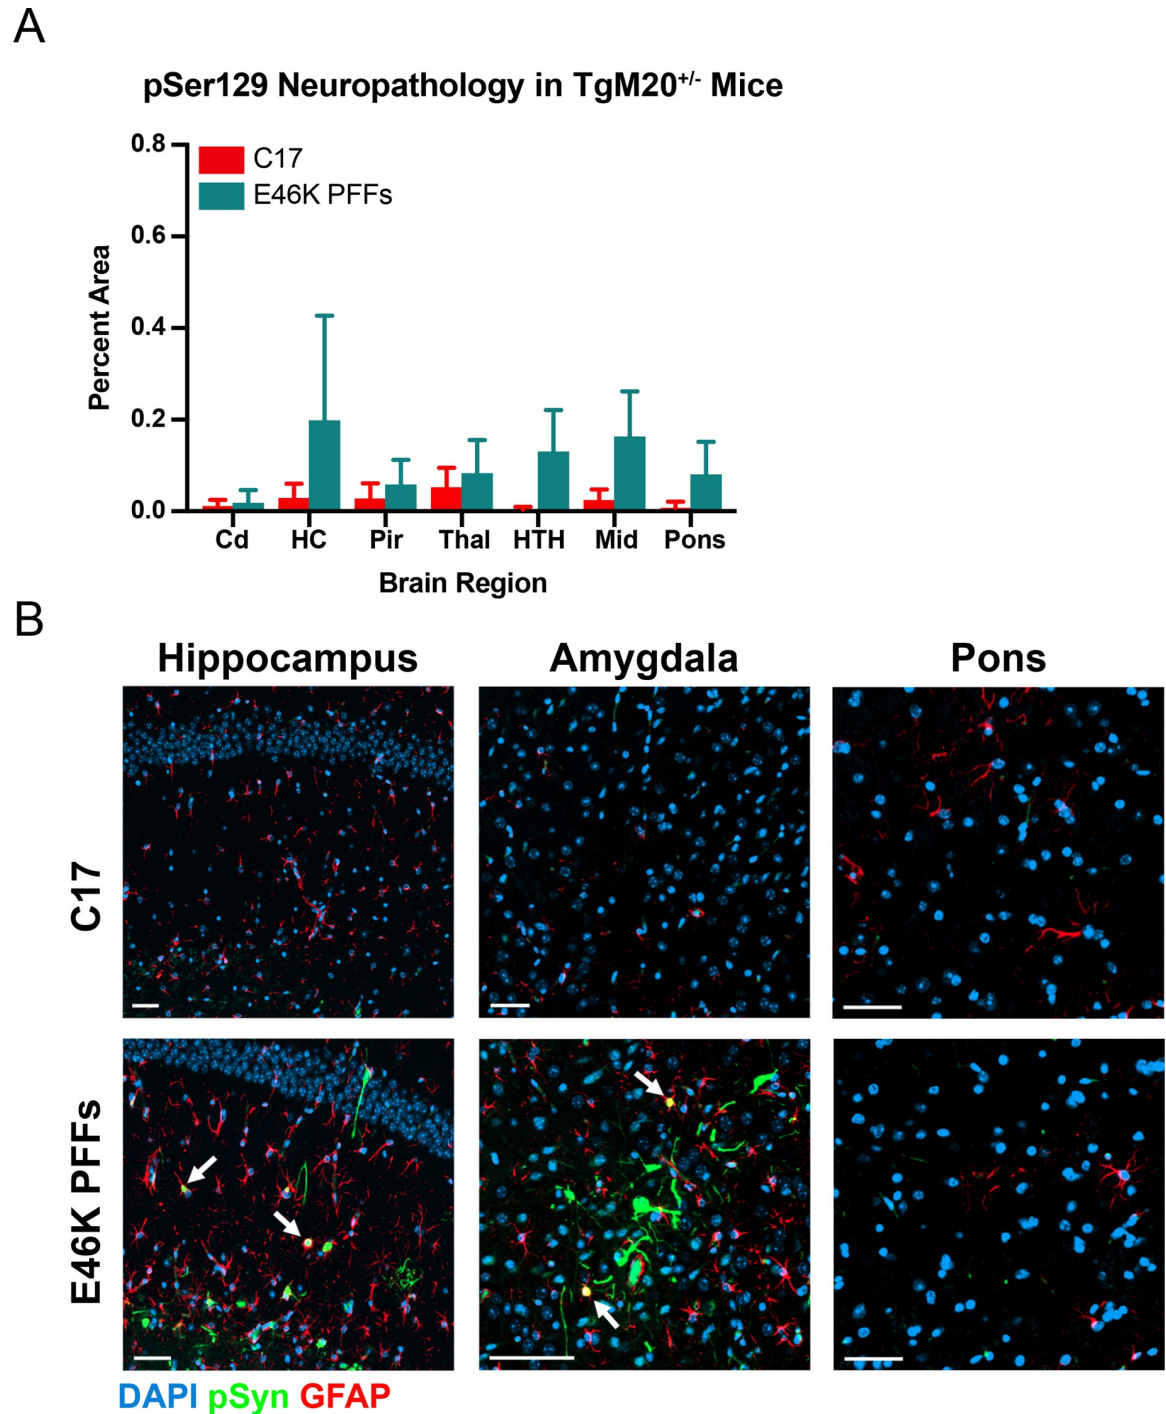 A
pSer129 Neuropathology in TgM20+/- Mice
C17
E46K PFFs
0.8
0.6
0.4
0.2
0.0
Percent Area
Cd HC Pir Thal HTH Mid Pons
Brain Region
B
Hippocampus Amygdala Pons
C17
E46K PFFs
DAPI pSyn GFAP